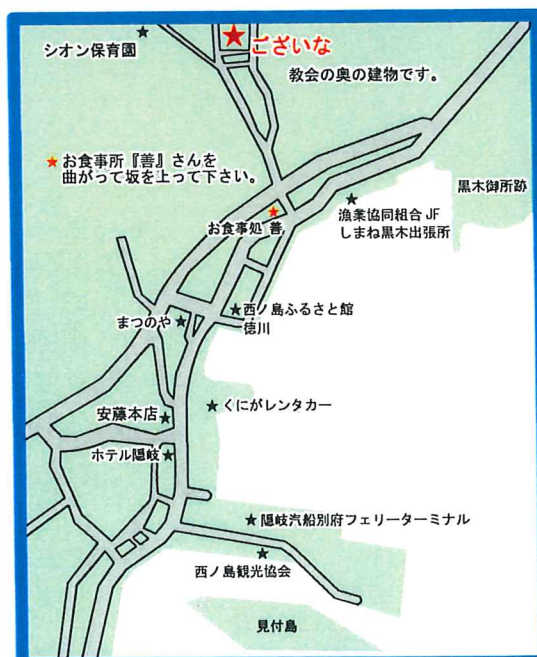 シオン保育園
ございな
教会の奥の建物です。
お食事所『善』さんを
曲がって坂を上って下さい。
黒木御所跡
漁業協同組合 JF
しまね黒木出張所
お食事処 善
西ノ島ふるさと館
まつのや
徳川
安藤本店
くにがレンタカー
ホテル隠岐
隠岐汽船別府フェリーターミナル
西ノ島観光協会
見付島